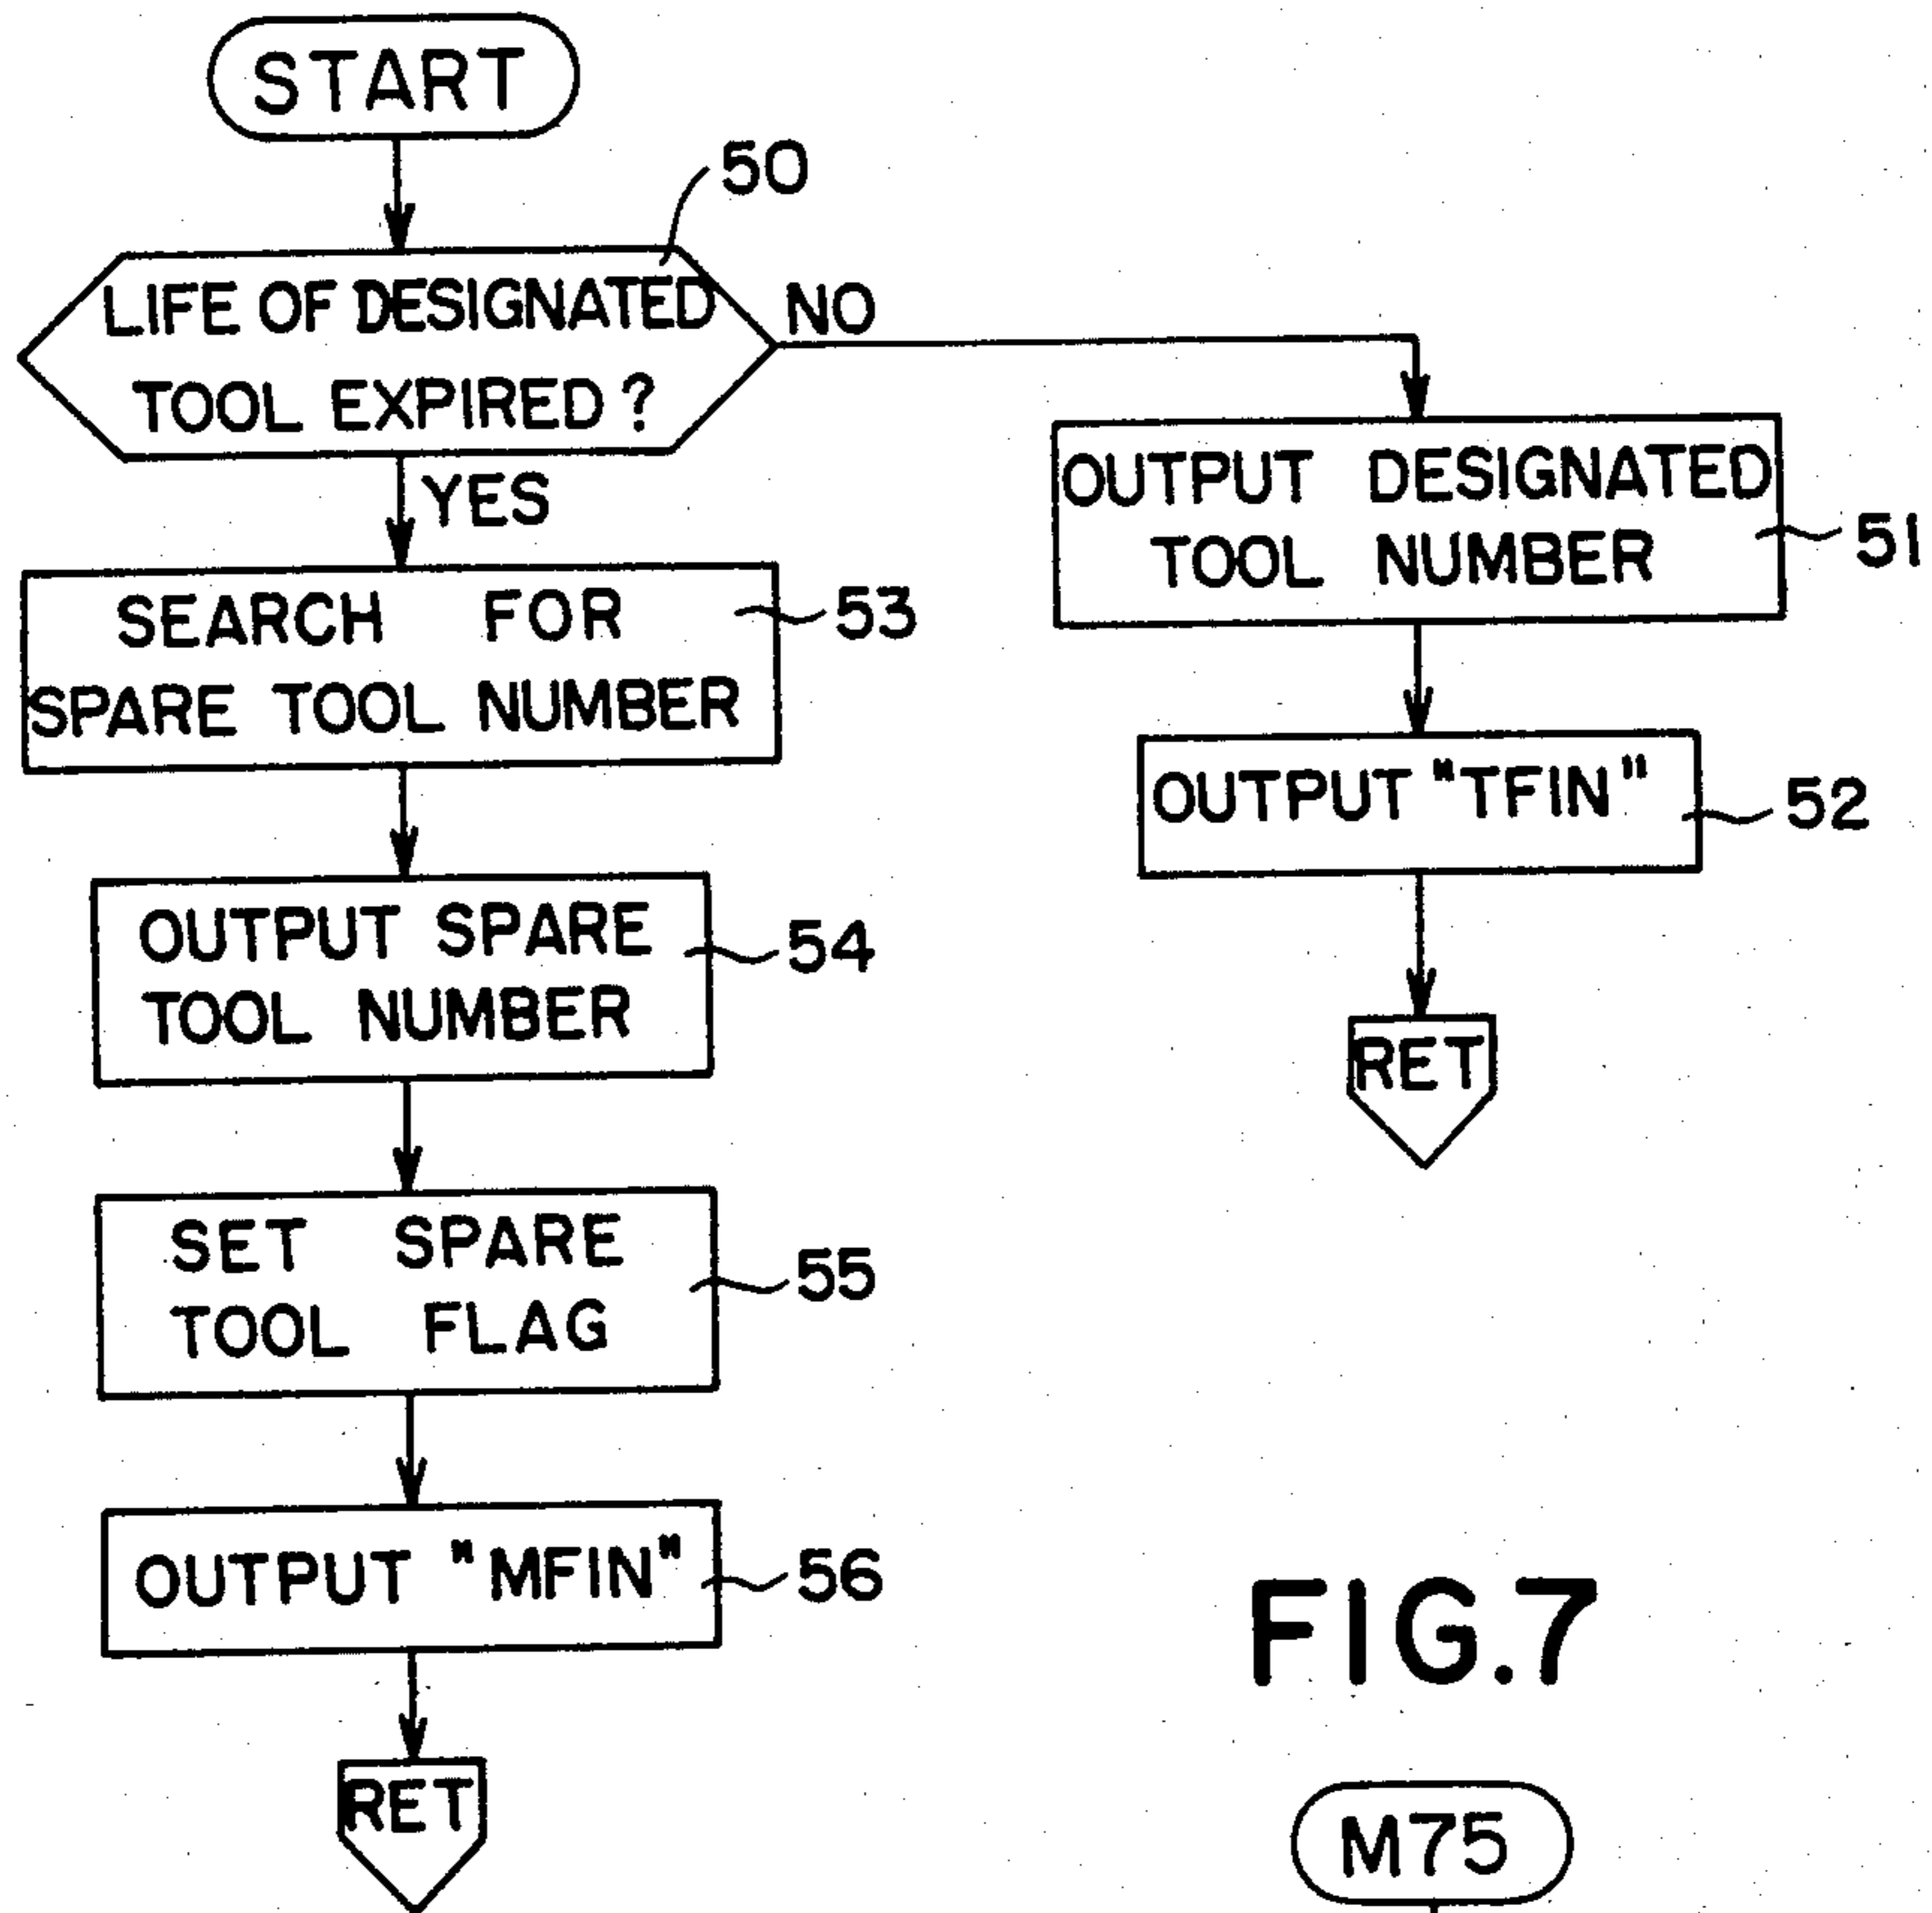 START
50
LIFE OF DESIGNATED
TOOL EXPIRED ?
NO
YES
OUTPUT DESIGNATED
TOOL NUMBER
51
SEARCH FOR
SPARE TOOL NUMBER
53
OUTPUT "TFIN"
52
OUTPUT SPARE
TOOL NUMBER
54
RET
SET SPARE
TOOL FLAG
55
OUTPUT "MFIN"
56
RET
FIG.7
M75